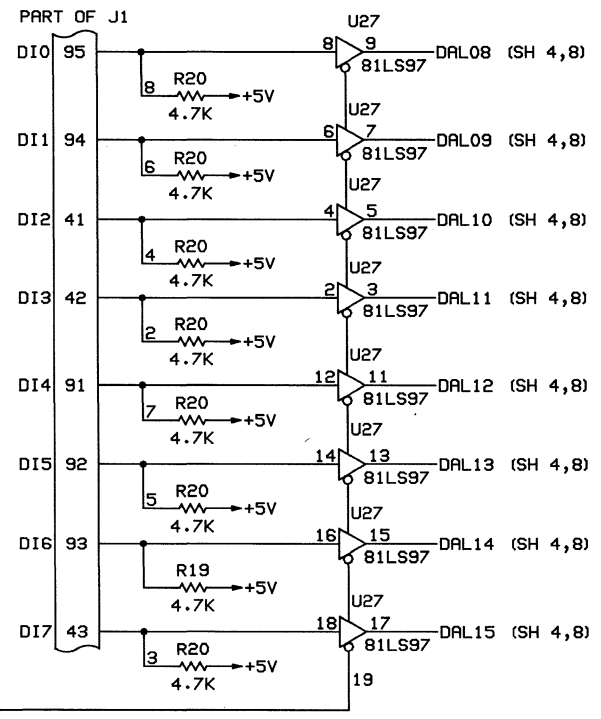 PART OF J1
U27
DI0 95 8 9 DAL08 (SH 4,8)
81LS97
8 R20 +5V
4.7K
U27
DI1 94 6 7 DAL09 (SH 4,8)
81LS97
6 R20 +5V
4.7K
U27
DI2 41 4 5 DAL10 (SH 4,8)
81LS97
4 R20 +5V
4.7K
U27
DI3 42 2 3 DAL11 (SH 4,8)
81LS97
2 R20 +5V
4.7K
U27
DI4 91 12 11 DAL12 (SH 4,8)
81LS97
7 R20 +5V
4.7K
U27
DI5 92 14 13 DAL13 (SH 4,8)
81LS97
5 R20 +5V
4.7K
U27
DI6 93 16 15 DAL14 (SH 4,8)
81LS97
R19 +5V
4.7K
U27
DI7 43 18 17 DAL15 (SH 4,8)
81LS97
3 R20 +5V
4.7K
19